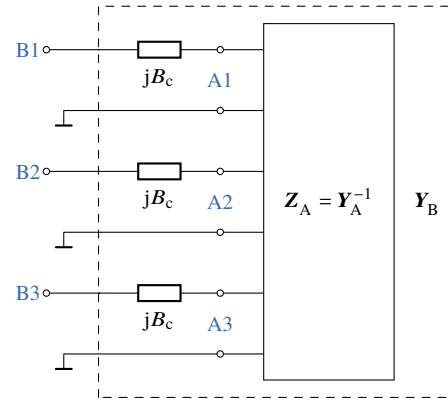 B1
jB_c
A1
B2
jB_c
A2
Z_A = Y_A^{-1}
Y_B
B3
jB_c
A3